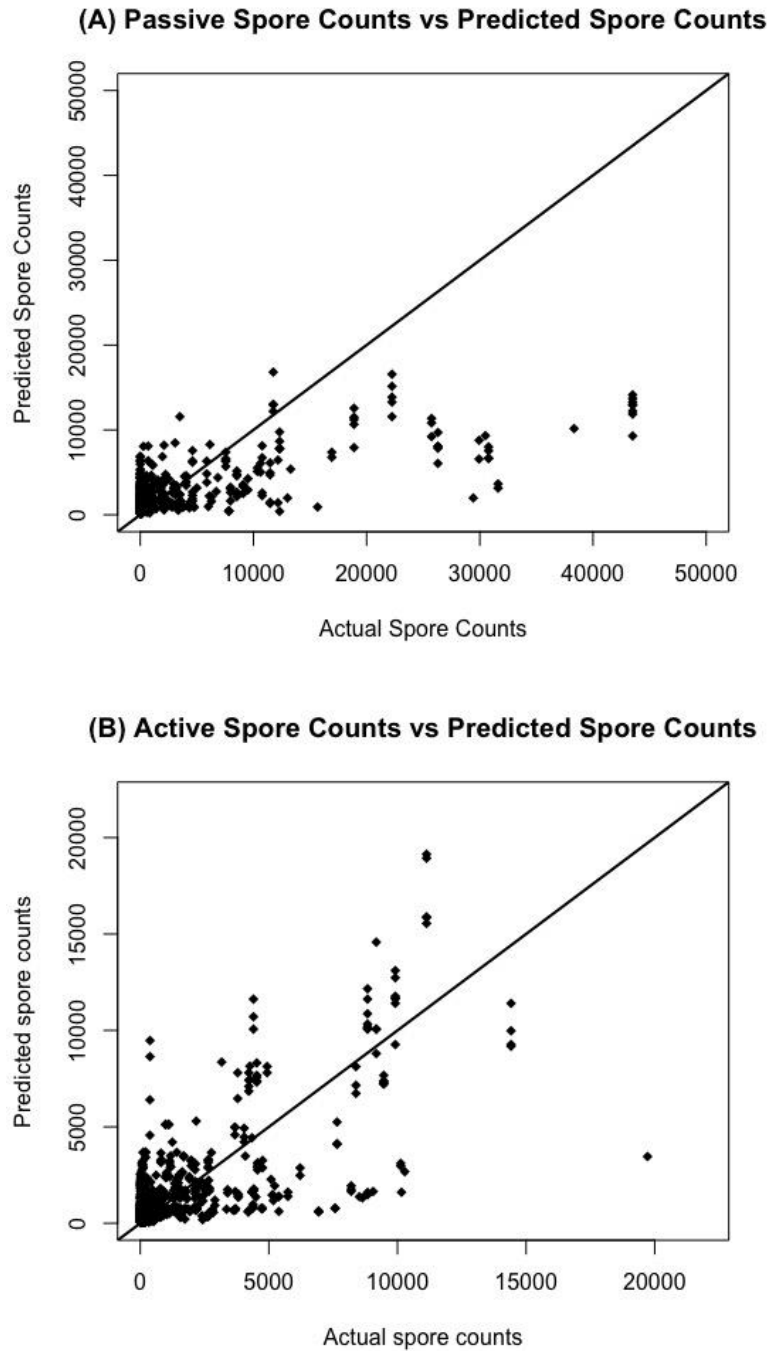 (A) Passive Spore Counts vs Predicted Spore Counts
Predicted Spore Counts
50000
40000
30000
20000
10000
0
0 10000 20000 30000 40000 50000
Actual Spore Counts
(B) Active Spore Counts vs Predicted Spore Counts
Predicted spore counts
20000
15000
10000
5000
0
0 5000 10000 15000 20000
Actual spore counts